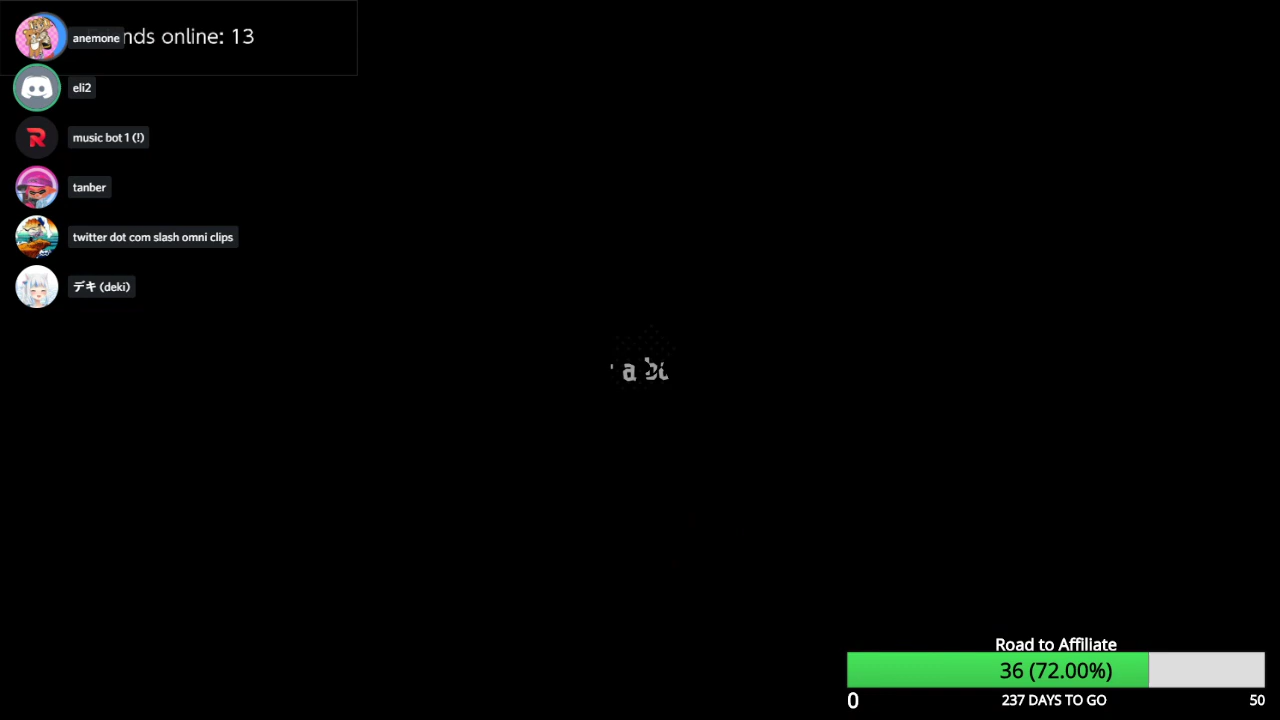 nds online: 13
anemone
eli2
music bot 1 (!)
tanber
twitter dot com slash omni clips
デキ (deki)
a
Road to Affiliate
36 (72.00%)
0
237 DAYS TO GO
50